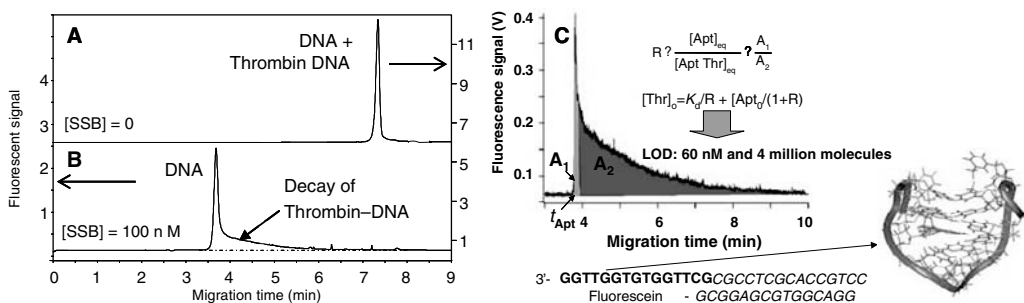 A
DNA +
Thrombin DNA
[SSB] = 0
B
DNA
Decay of
Thrombin–DNA
[SSB] = 100 n M
Fluorescent signal
4
3
2
1
11
9
7
5
3
1
0 1 2 3 4 5 6 7 8 9
Migration time (min)
C
Fluorescence signal (V)
0.4
0.3
0.2
0.1
R ? [Apt]eq / [Apt Thr]eq ? A1 / A2
[Thr]o=Kd/R + [Apt0/(1+R)
LOD: 60 nM and 4 million molecules
A1
A2
tApt 4 6 8 10
Migration time (min)
3'- GGTTGGTGTGGTTCGCGCCTCGCACCGTCC
Fluorescein - GCGGAGCGTGGCAGG